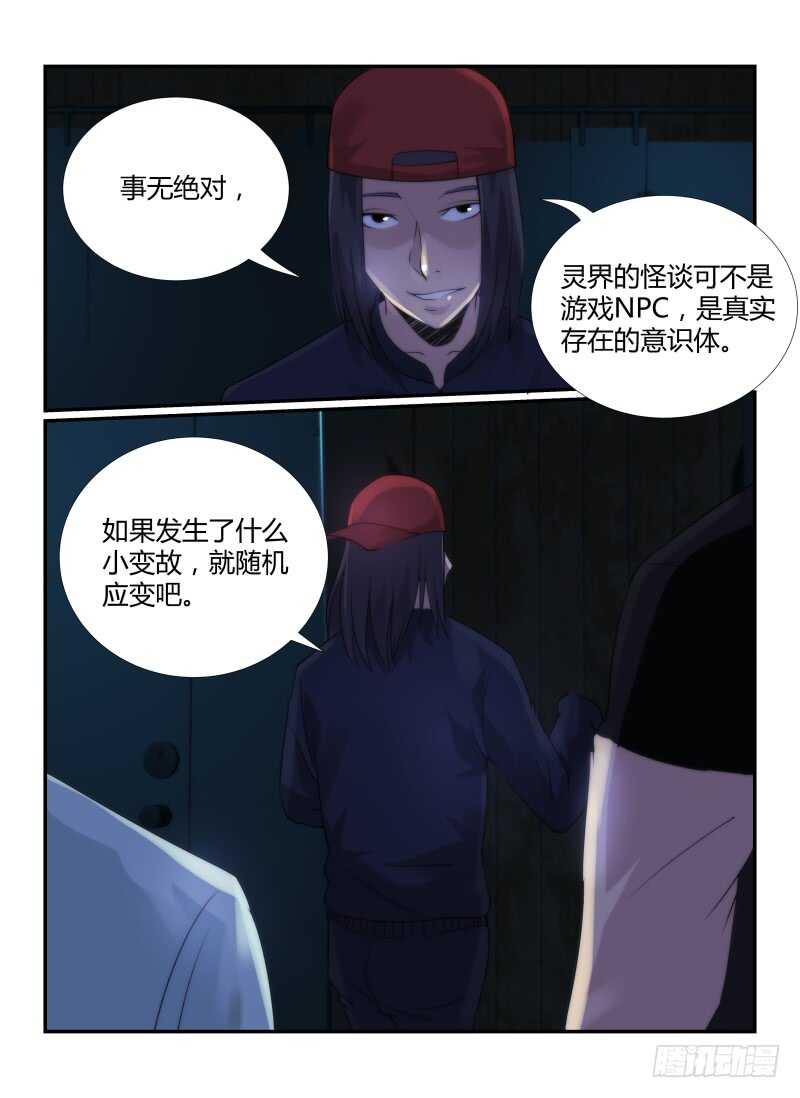 事无绝对，
灵界的怪谈可不是
游戏NPC，是真实
存在的意识体。
如果发生了什么
小变故，就随机
应变吧。
腾讯动漫